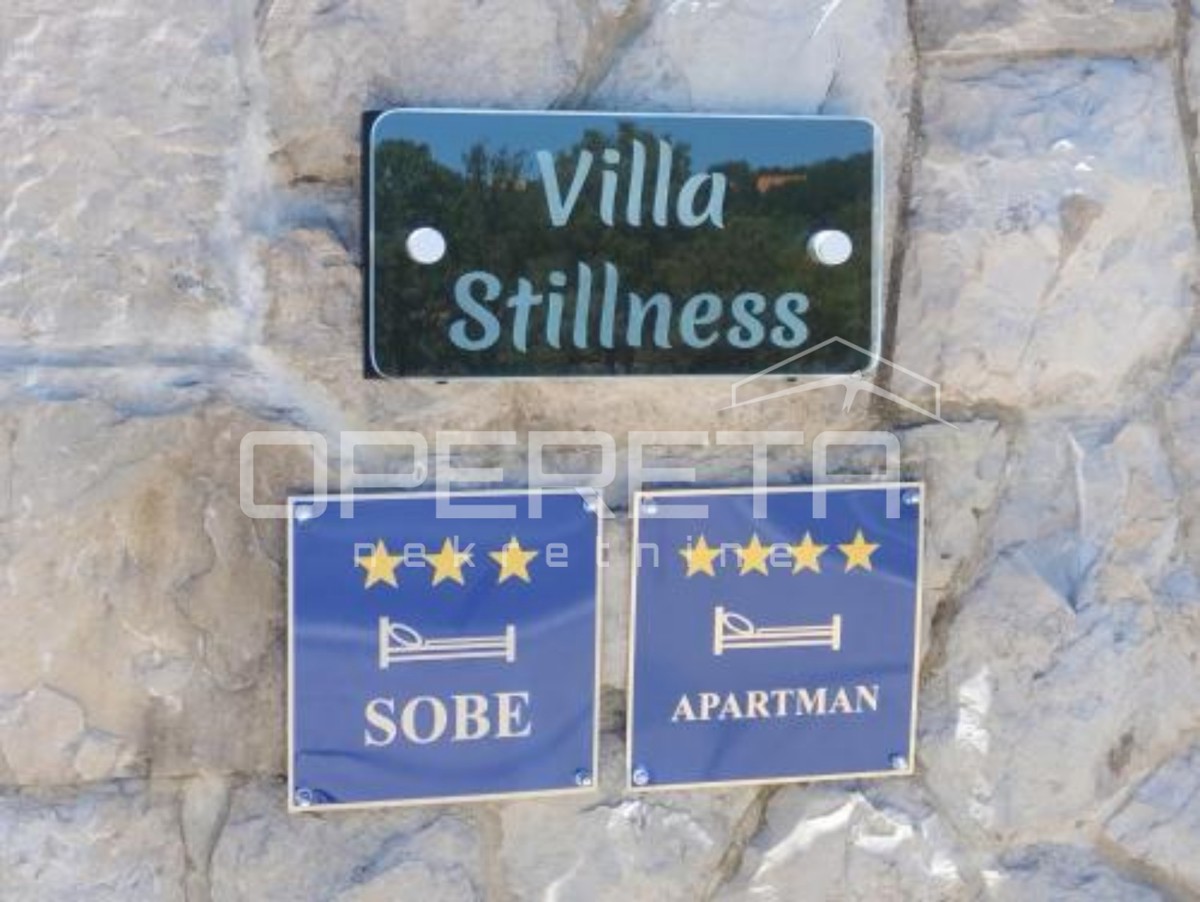 Villa
Stillness
OPERETA
nekretnine
SOBE
APARTMAN